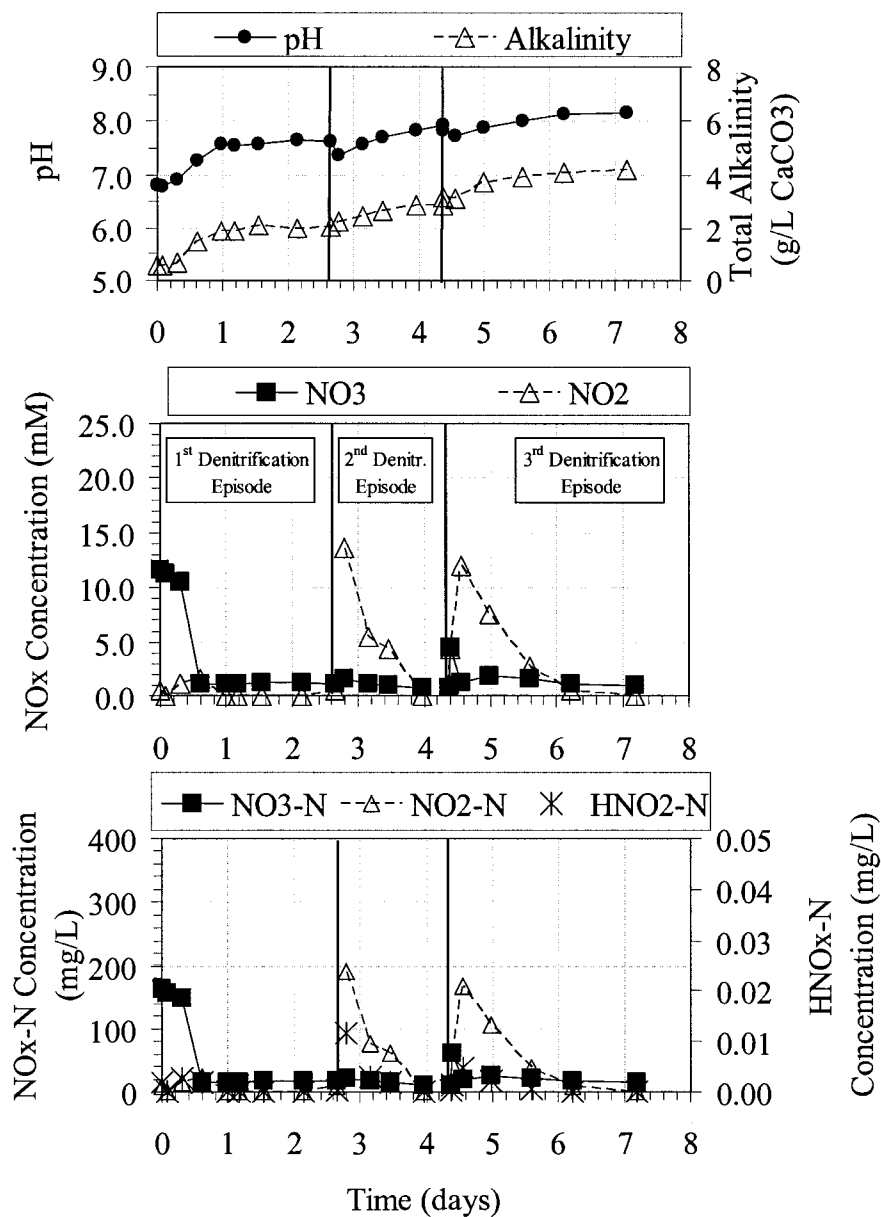 pH Alkalinity
9.0 8
8.0 6
7.0 4
6.0 2
5.0 0
pH
Total Alkalinity
(g/L CaCO3)
0 1 2 3 4 5 6 7 8
NO3 NO2
25.0
20.0
15.0
10.0
5.0
0.0
NOx Concentration (mM)
1st Denitrification
Episode
2nd Denitr.
Episode
3rd Denitrification
Episode
0 1 2 3 4 5 6 7 8
NO3-N NO2-N HNO2-N
400 0.05
300 0.04
200 0.03
100 0.02
0 0.01
0.00
NOx-N Concentration
(mg/L)
HNOx-N
Concentration (mg/L)
0 1 2 3 4 5 6 7 8
Time (days)